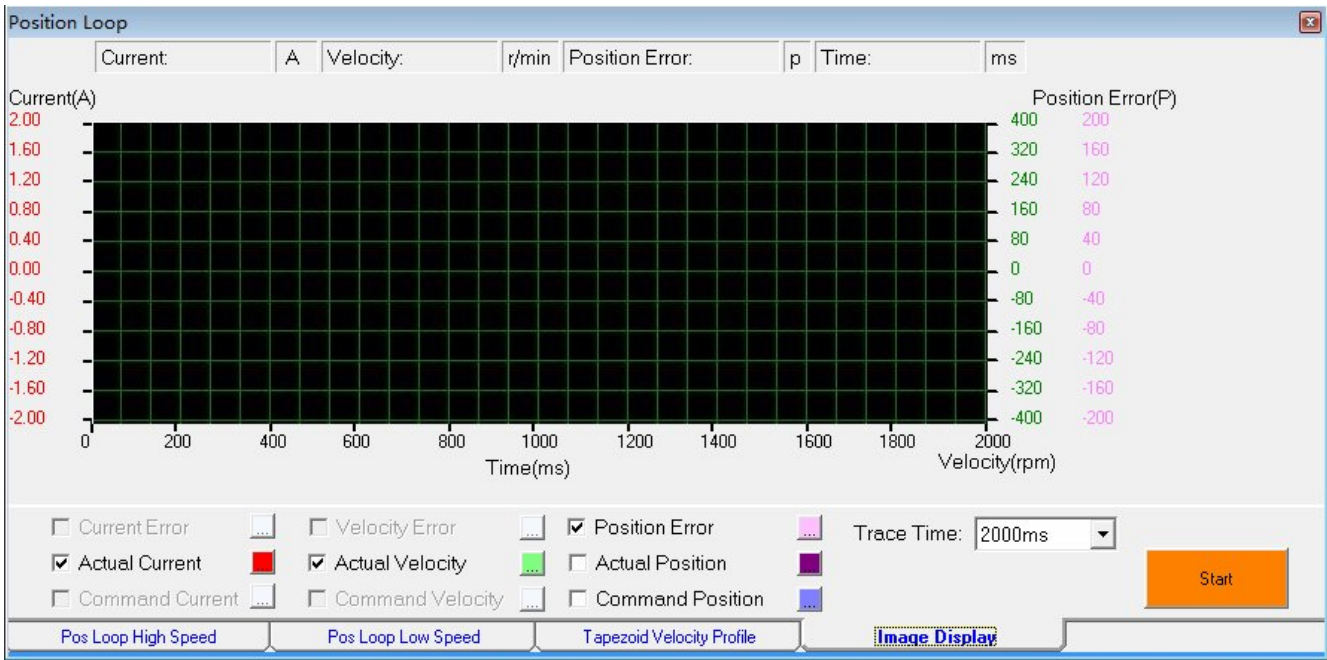 Position Loop
Current: A Velocity: r/min Position Error: p Time: ms
Current(A) Position Error(P)
2.00 400 200
1.60 320 160
1.20 240 120
0.80 160 80
0.40 80 40
0.00 0 0
-0.40 -80 -40
-0.80 -160 -80
-1.20 -240 -120
-1.60 -320 -160
-2.00 -400 -200
0 200 400 600 800 1000 1200 1400 1600 1800 2000
Time(ms) Velocity(rpm)
Current Error ... Velocity Error ... Position Error ... Trace Time: 2000ms
Actual Current ... Actual Velocity ... Actual Position ... Start
Command Current ... Command Velocity ... Command Position ...
Pos Loop High Speed Pos Loop Low Speed Tapezoid Velocity Profile Image Display